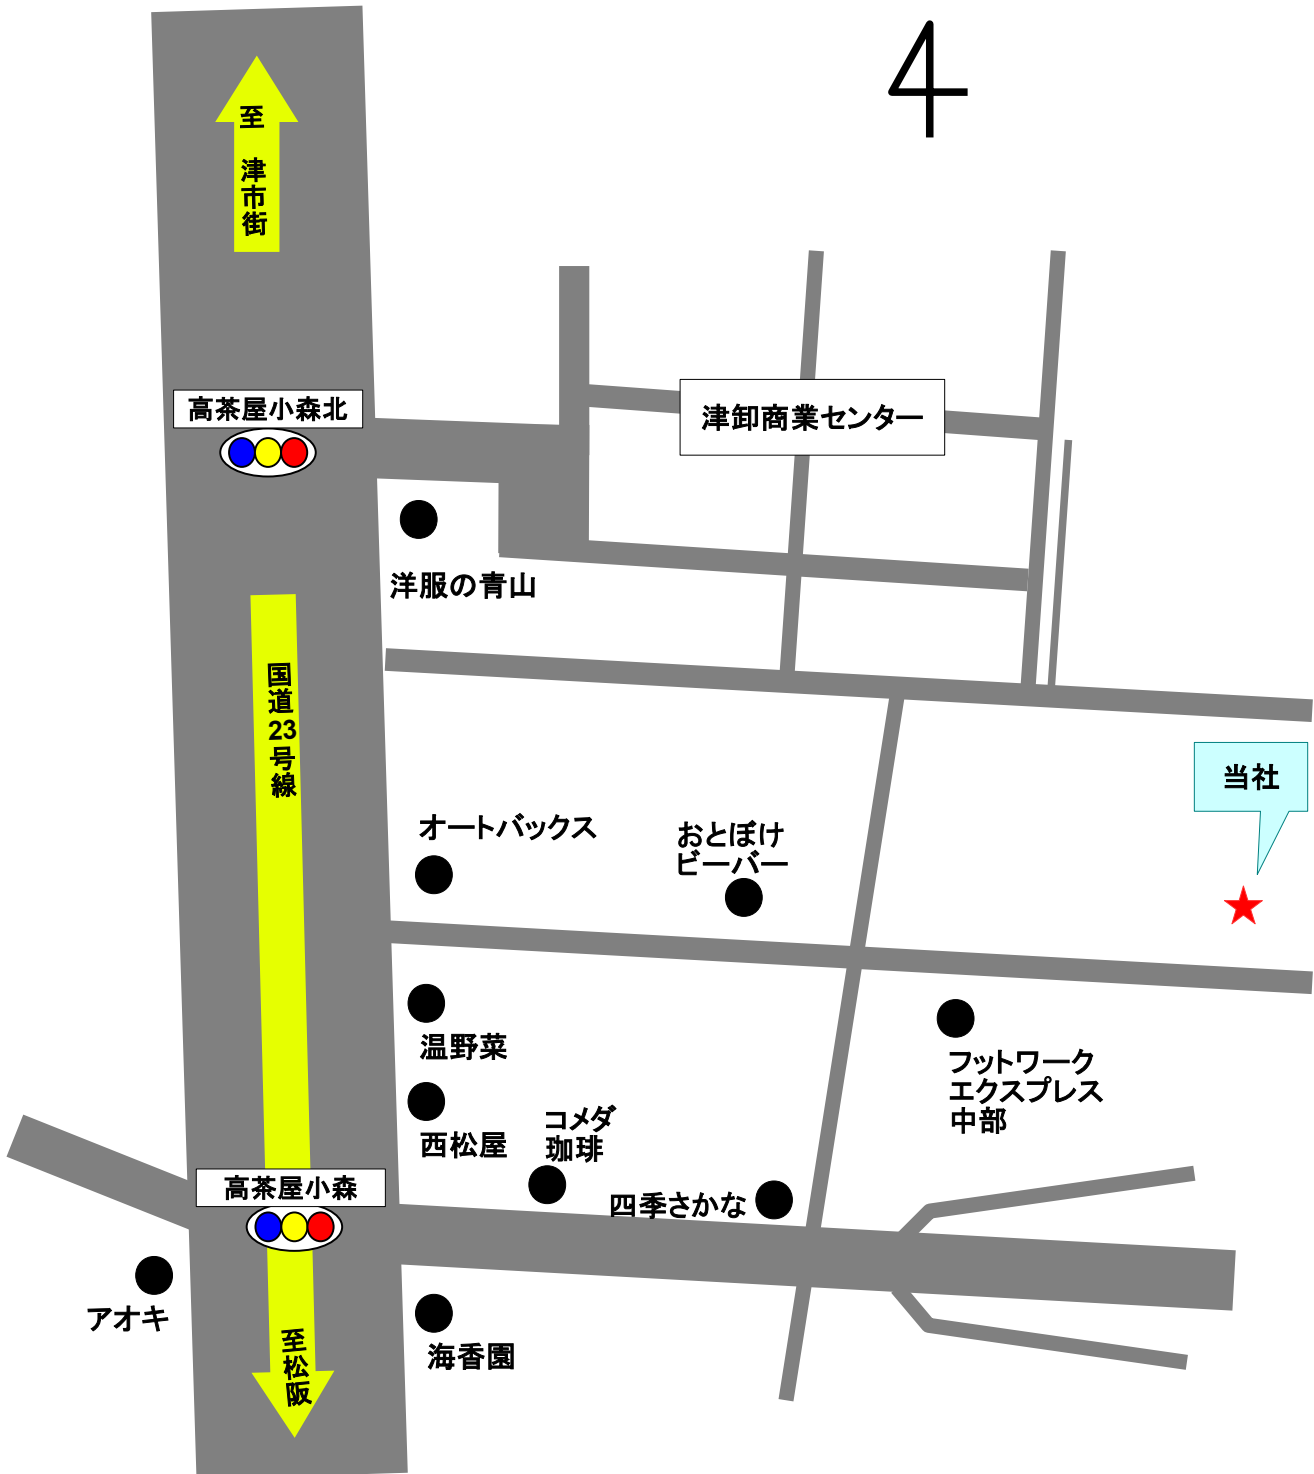 至 津市街
高茶屋小森北
津卸商業センター
洋服の青山
国道23号線
当社
オートバックス
おとぼけ
ビーバー
温野菜
フットワーク
エクスプレス
中部
西松屋
コメダ
珈琲
高茶屋小森
四季さかな
アオキ
至松阪
海香園